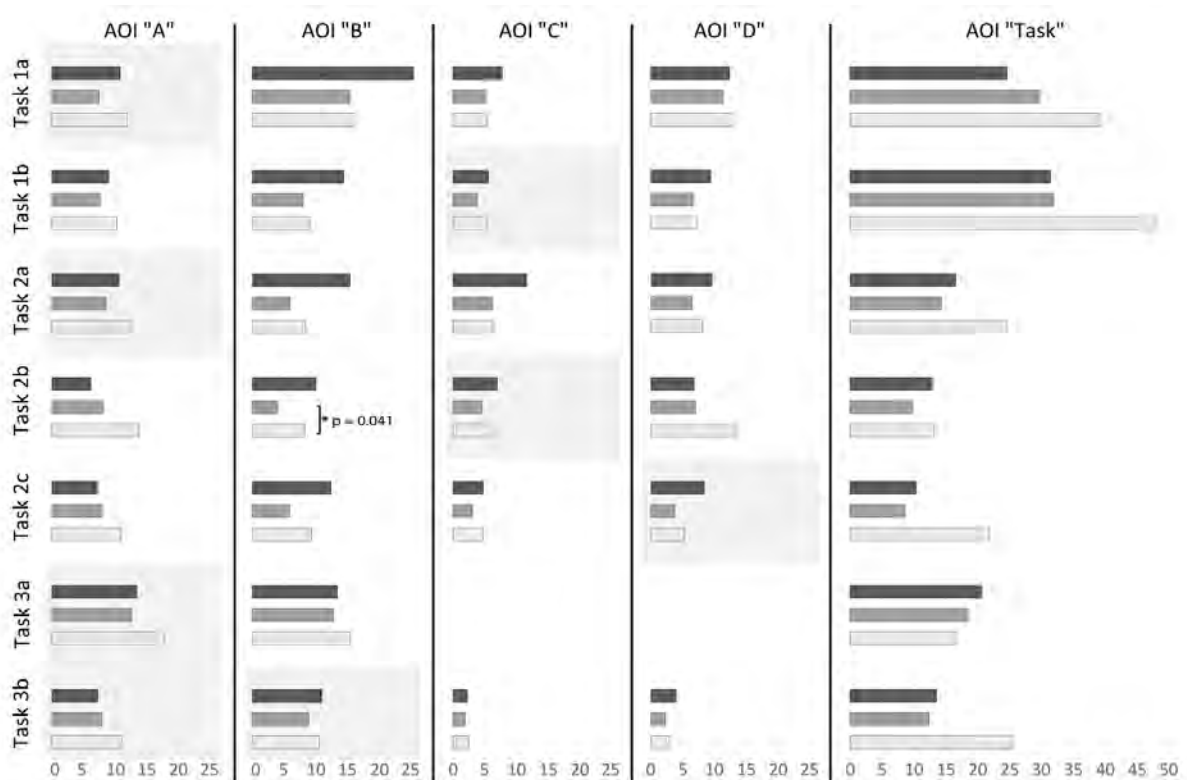 AOI "A" AOI "B" AOI "C" AOI "D" AOI "Task"
Task 1a
Task 1b
Task 2a
Task 2b
* p = 0.041
Task 2c
Task 3a
Task 3b
0 5 10 15 20 25 0 5 10 15 20 25 0 5 10 15 20 25 0 5 10 15 20 25 0 5 10 15 20 25 30 35 40 45 50